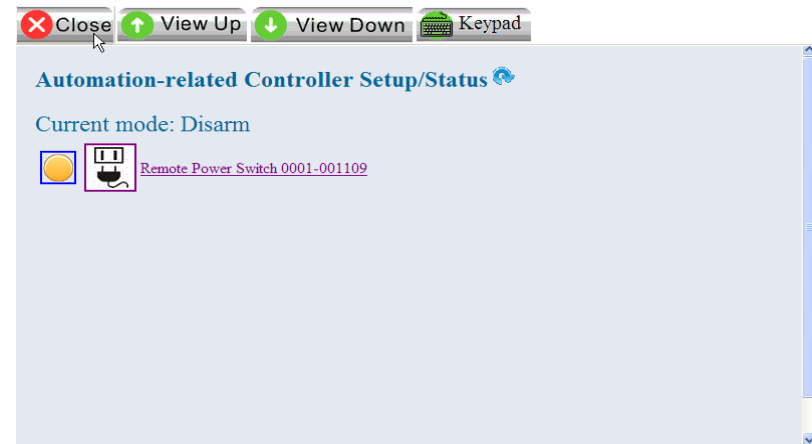 Close View Up View Down Keypad
Automation-related Controller Setup/Status
Current mode: Disarm
Remote Power Switch 0001-001109